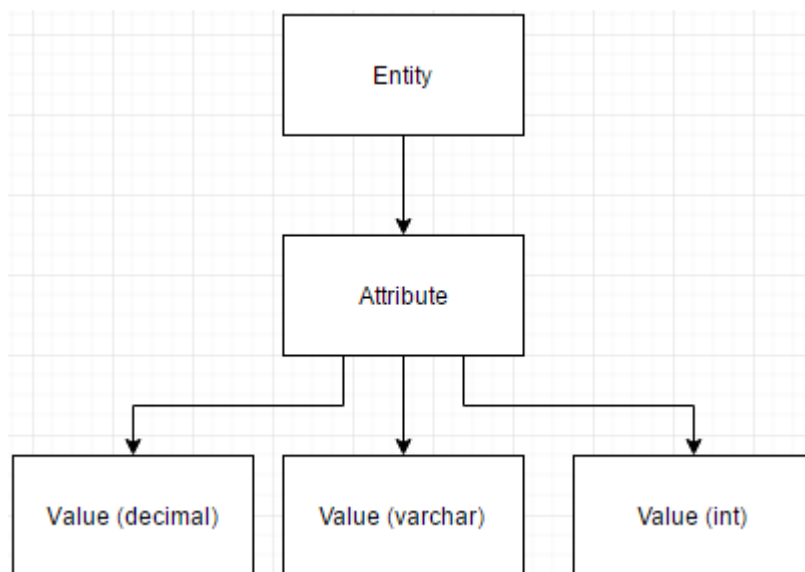 Entity
Attribute
Value (decimal)
Value (varchar)
Value (int)